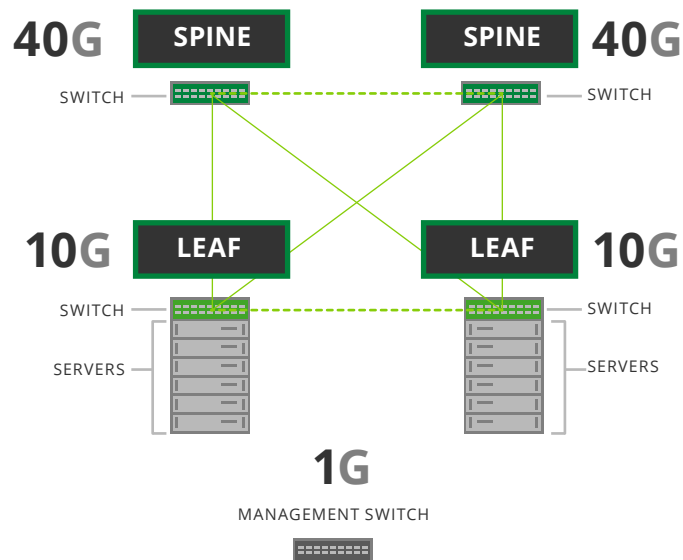 40G SPINE SPINE 40G
SWITCH SWITCH
10G LEAF LEAF 10G
SWITCH SWITCH
SERVERS SERVERS
1G
MANAGEMENT SWITCH